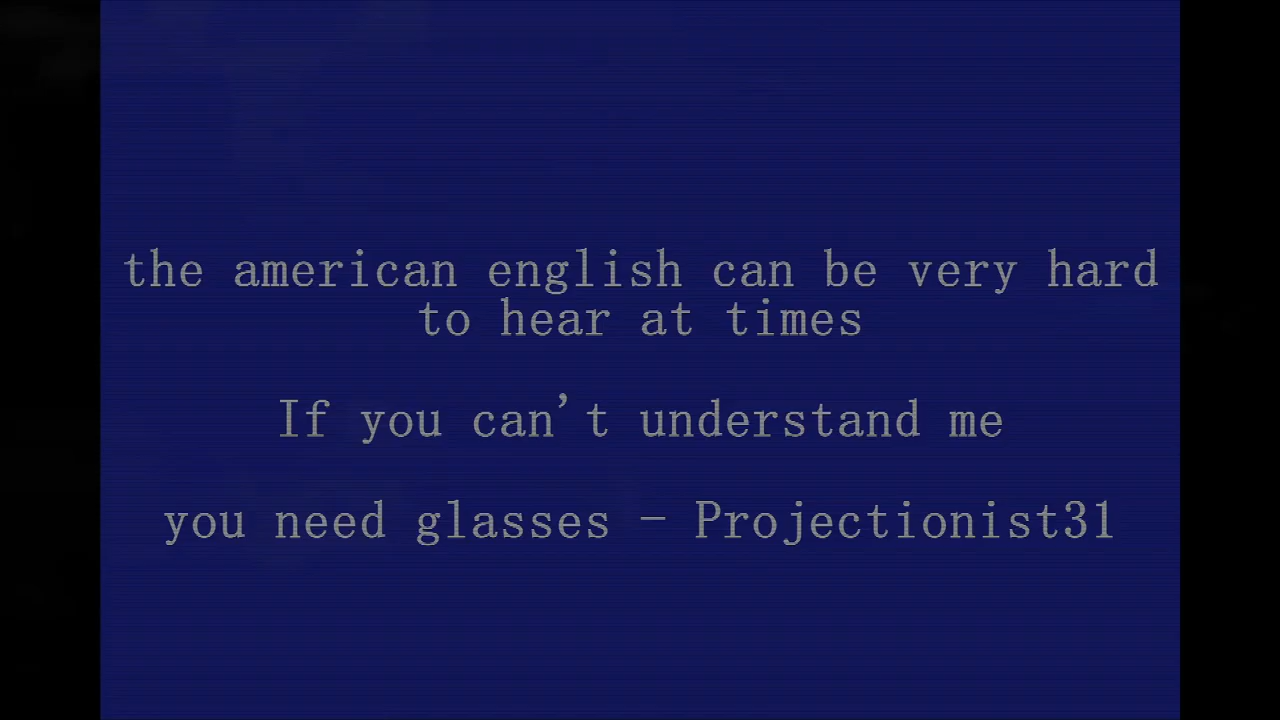 the american english can be very hard
to hear at times
If you can't understand me
you need glasses - Projectionist31